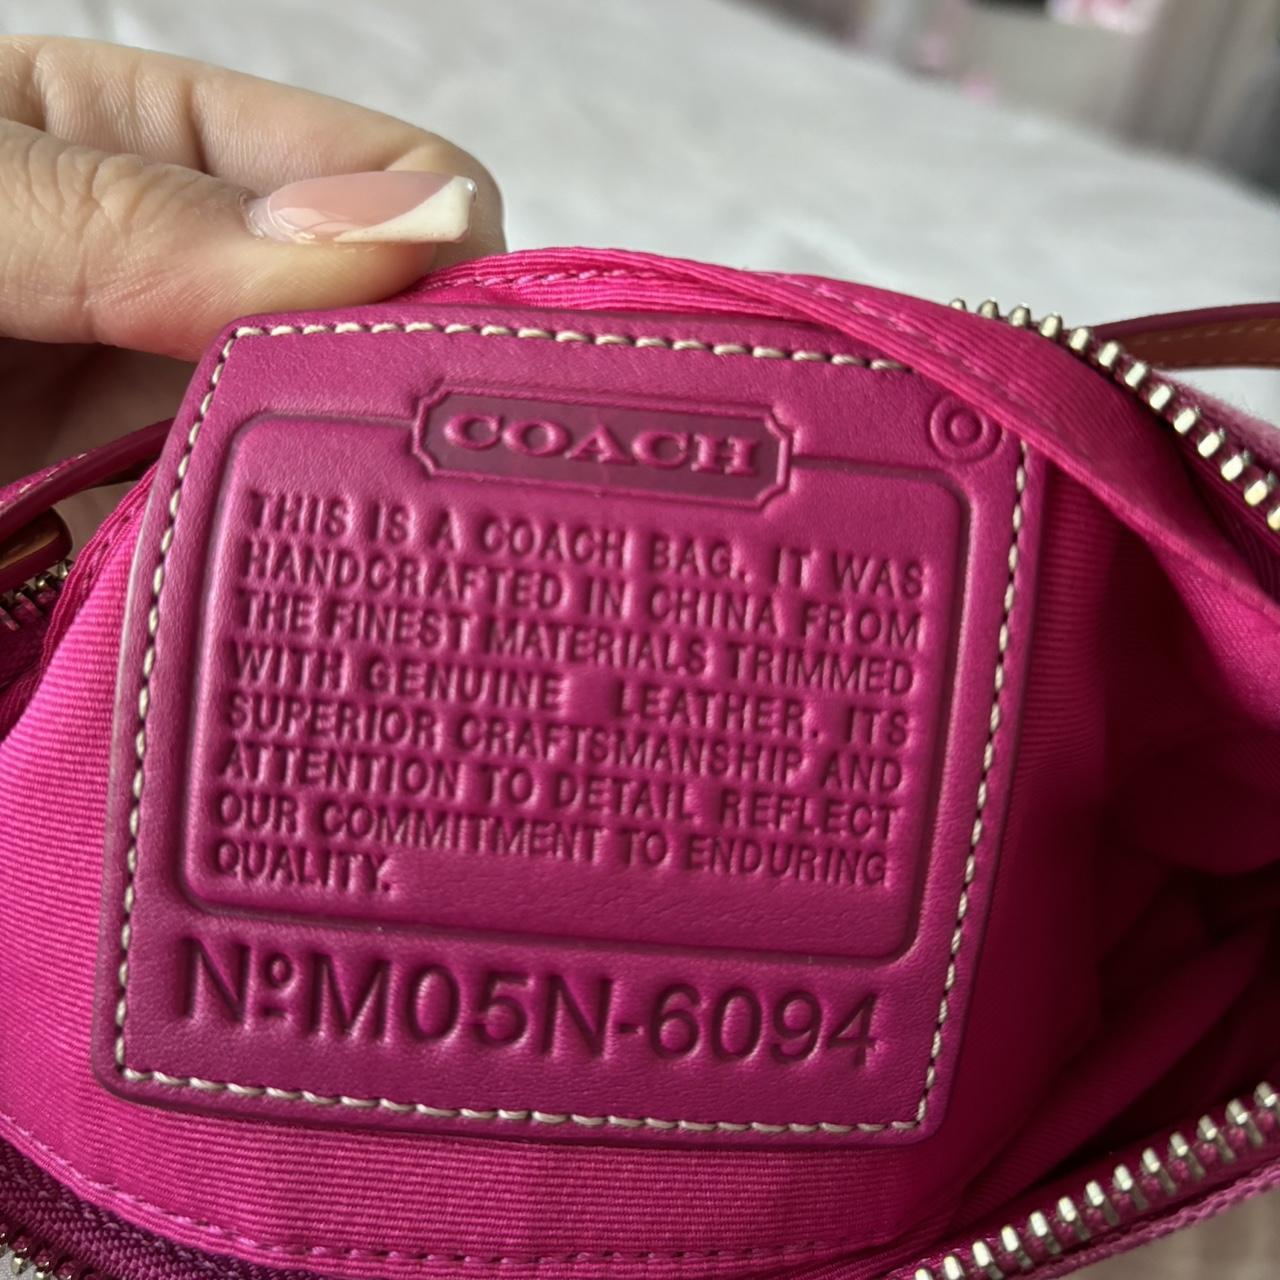 COACH
THIS IS A COACH BAG. IT WAS
HANDCRAFTED IN CHINA FROM
THE FINEST MATERIALS TRIMMED
WITH GENUINE LEATHER. ITS
SUPERIOR CRAFTSMANSHIP AND
ATTENTION TO DETAIL REFLECT
OUR COMMITMENT TO ENDURING
QUALITY.
NºM05N-6094